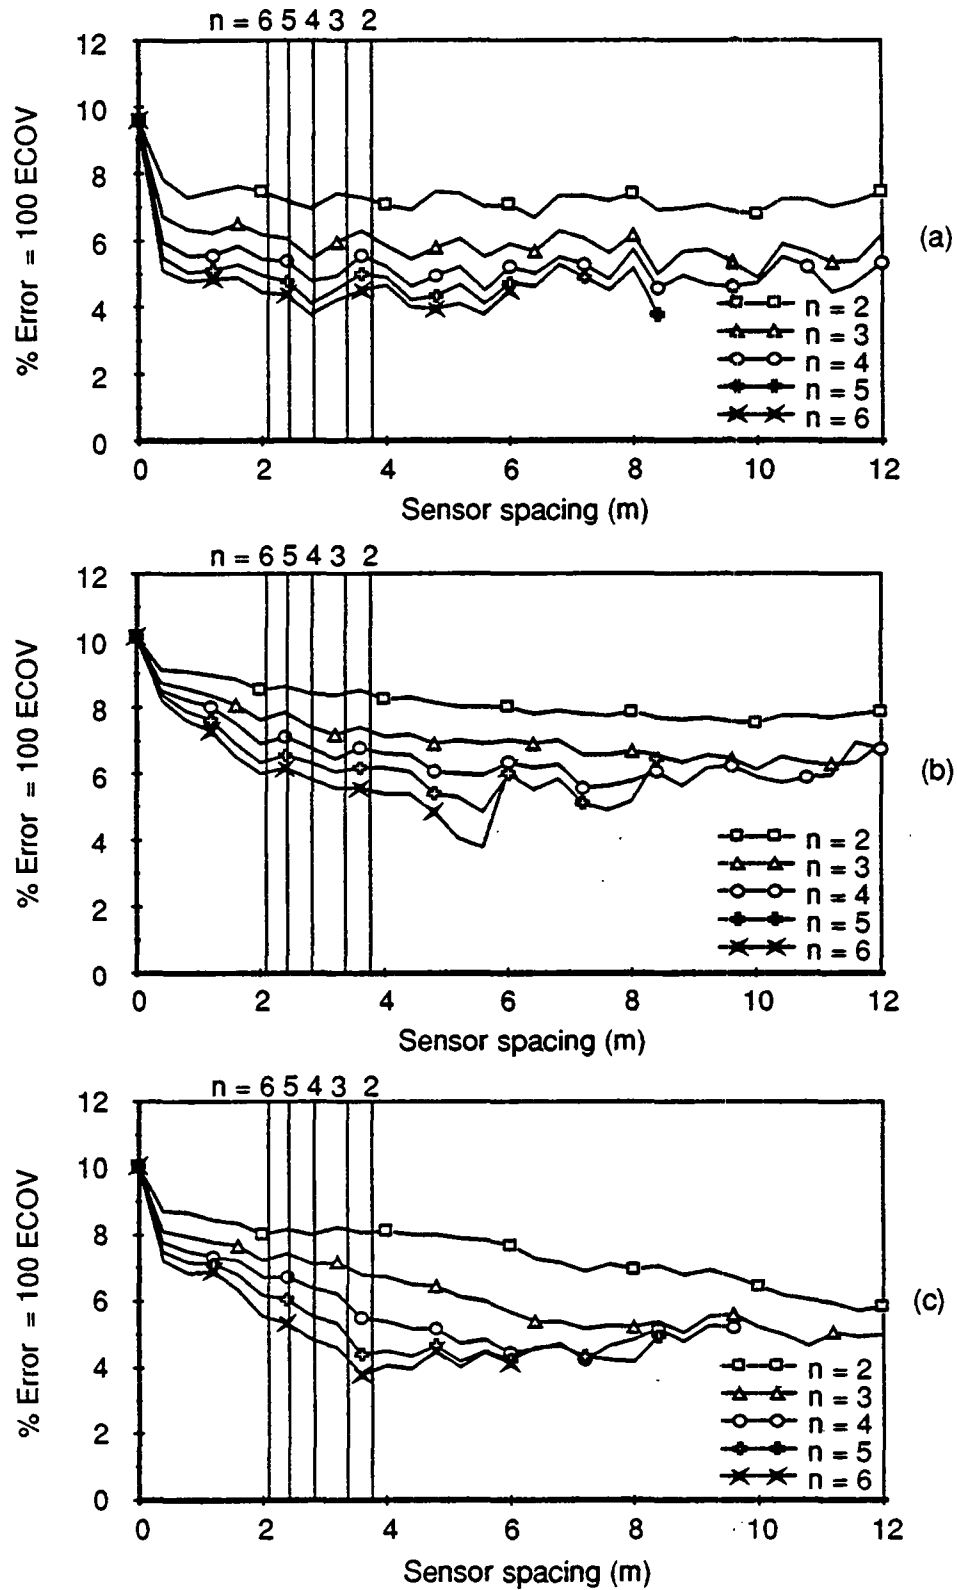 n = 6 5 4 3 2
12
10
8
6
4
2
0
% Error = 100 ECOV
(a)
n = 2
n = 3
n = 4
n = 5
n = 6
0 2 4 6 8 10 12
Sensor spacing (m)
n = 6 5 4 3 2
12
10
8
6
4
2
0
% Error = 100 ECOV
(b)
n = 2
n = 3
n = 4
n = 5
n = 6
0 2 4 6 8 10 12
Sensor spacing (m)
n = 6 5 4 3 2
12
10
8
6
4
2
0
% Error = 100 ECOV
(c)
n = 2
n = 3
n = 4
n = 5
n = 6
0 2 4 6 8 10 12
Sensor spacing (m)